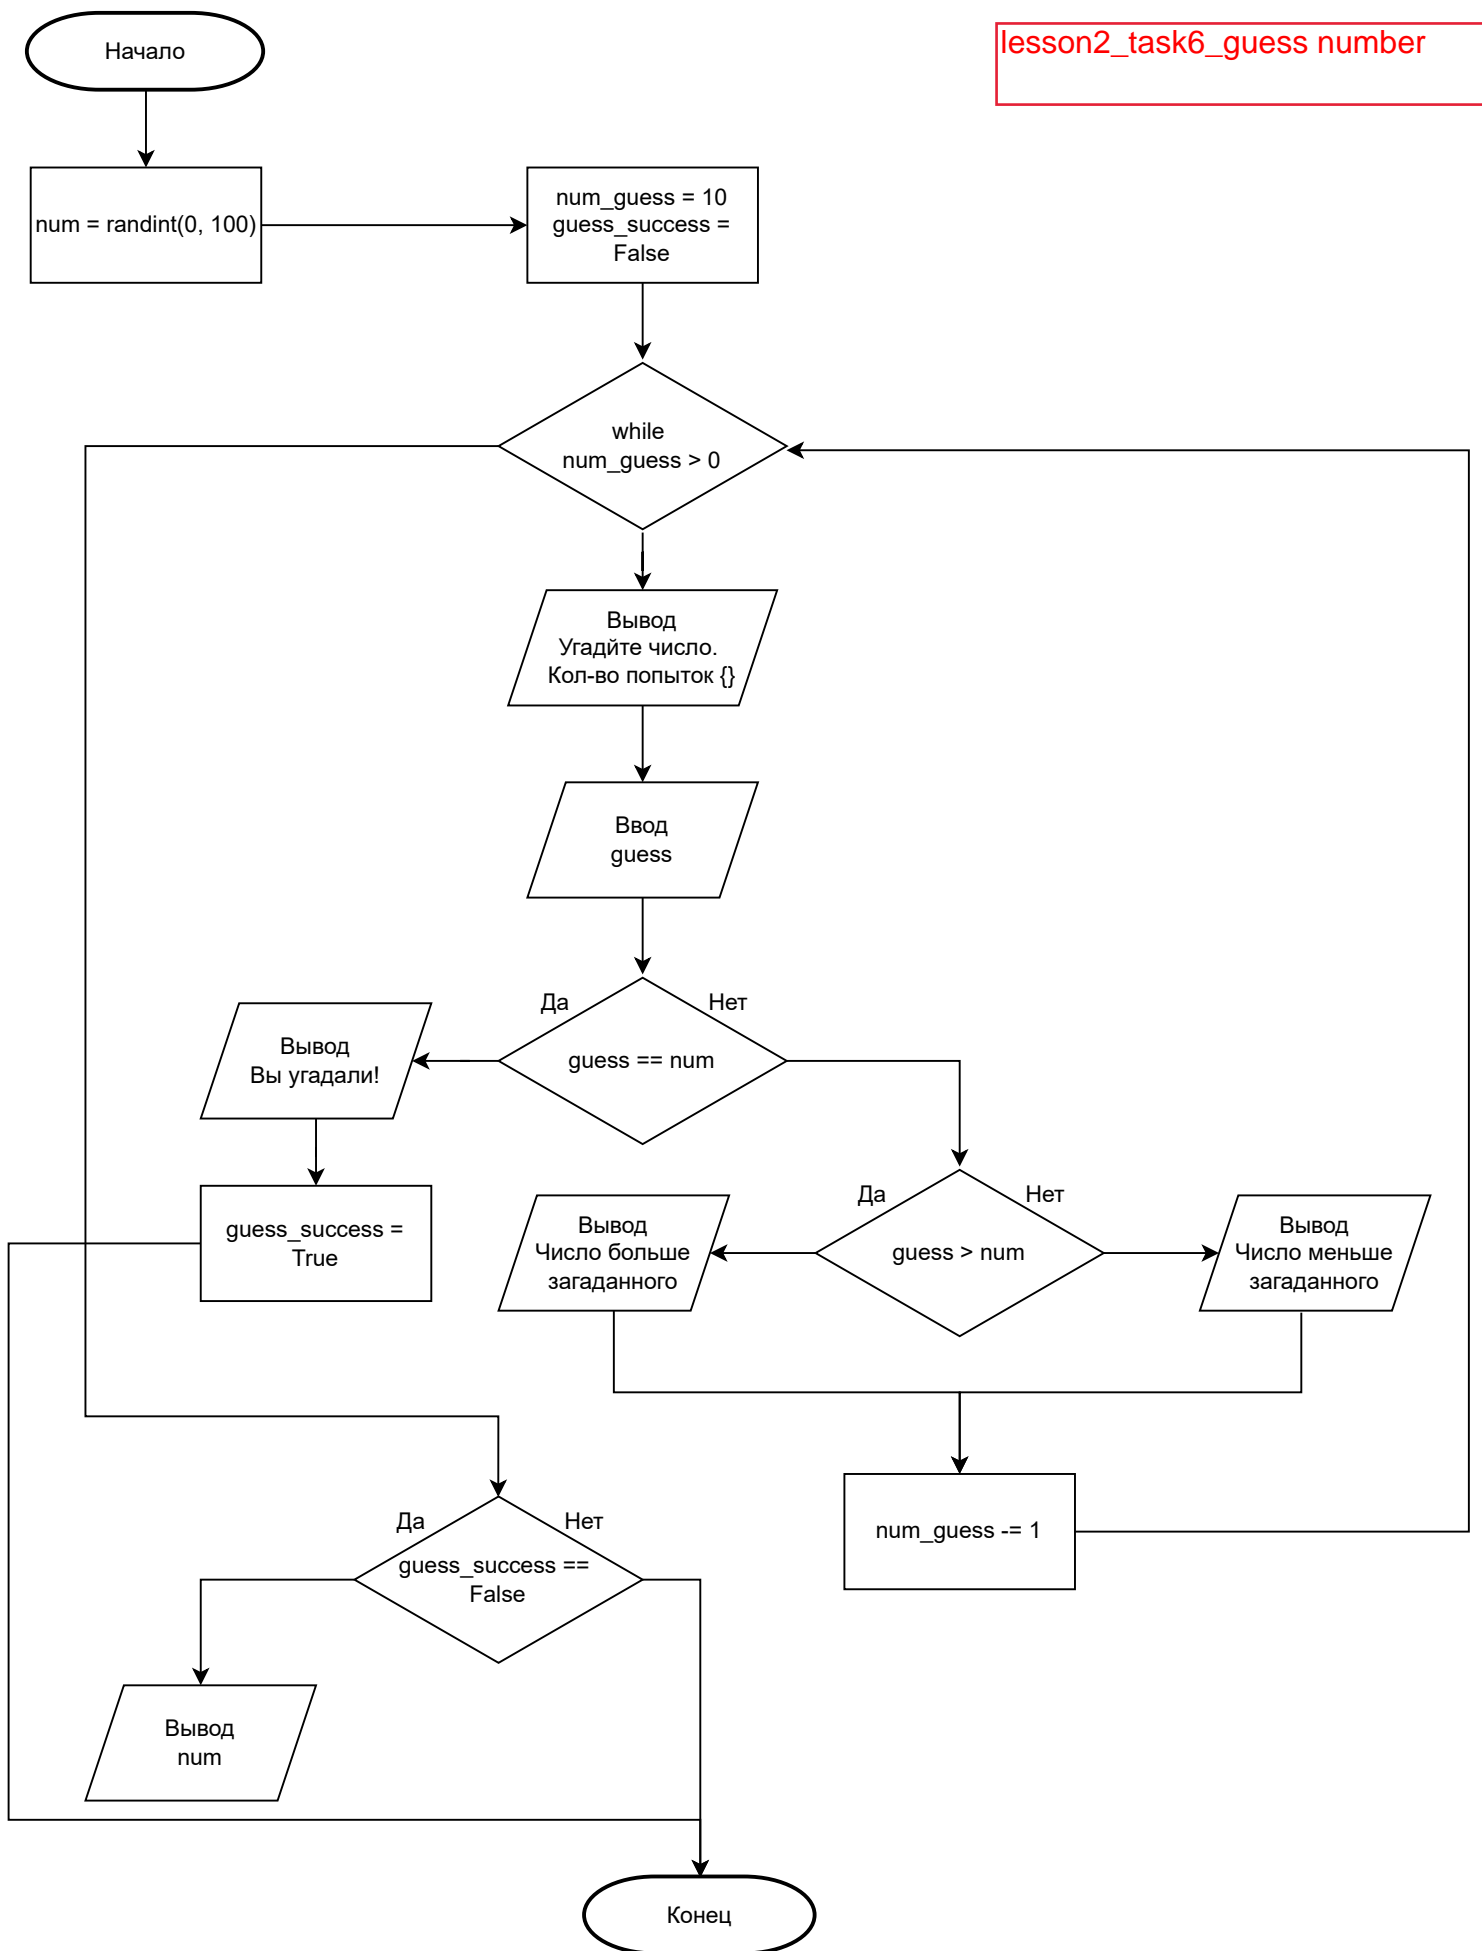 Начало
lesson2_task6_guess number
num = randint(0, 100)
num_guess = 10
guess_success =
False
while
num_guess > 0
Вывод
Угадйте число.
Кол-во попыток {}
Ввод
guess
Да
Нет
guess == num
Вывод
Вы угадали!
guess_success =
True
Да
Нет
guess > num
Вывод
Число больше
загаданного
Вывод
Число меньше
загаданного
num_guess -= 1
Да
Нет
guess_success ==
False
Вывод
num
Конец